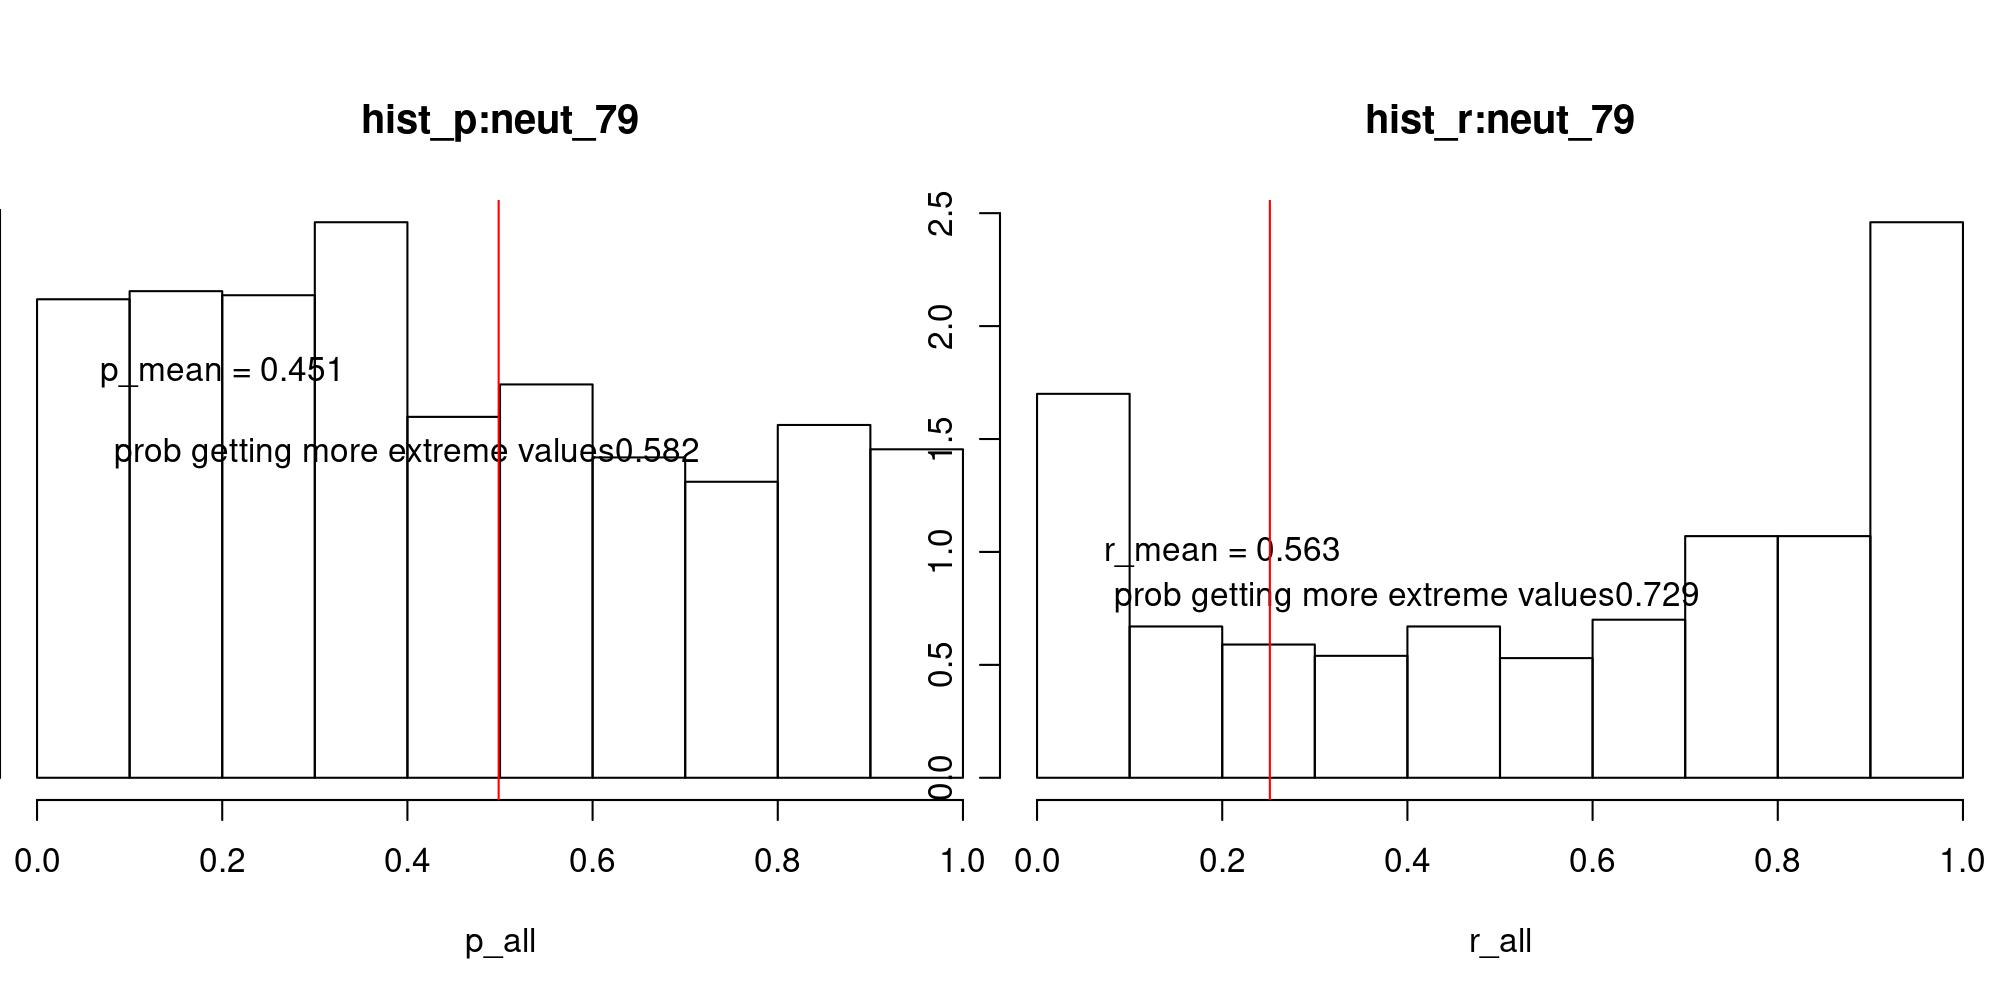 hist_p:neut_79
p_mean = 0.451
prob getting more extreme values0.582
0.0 0.2 0.4 0.6 0.8 1.0
p_all
hist_r:neut_79
2.5
2.0
1.5
1.0
0.5
0.0
r_mean = 0.563
prob getting more extreme values0.729
0.0 0.2 0.4 0.6 0.8 1.0
r_all